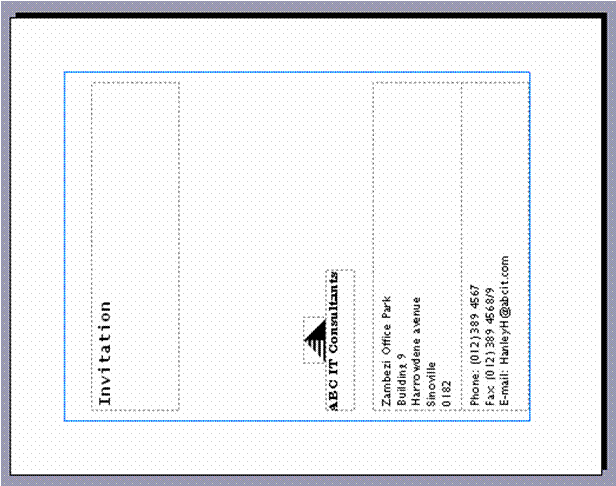 Invitation
ABC IT Consultants
Zambezi Office Park
Building 9
Harrowdene avenue
Sinoville
0182
Phone: (012) 389 4567
Fax: (012) 389 4568/9
E-mail: HanleyH@abcit.com